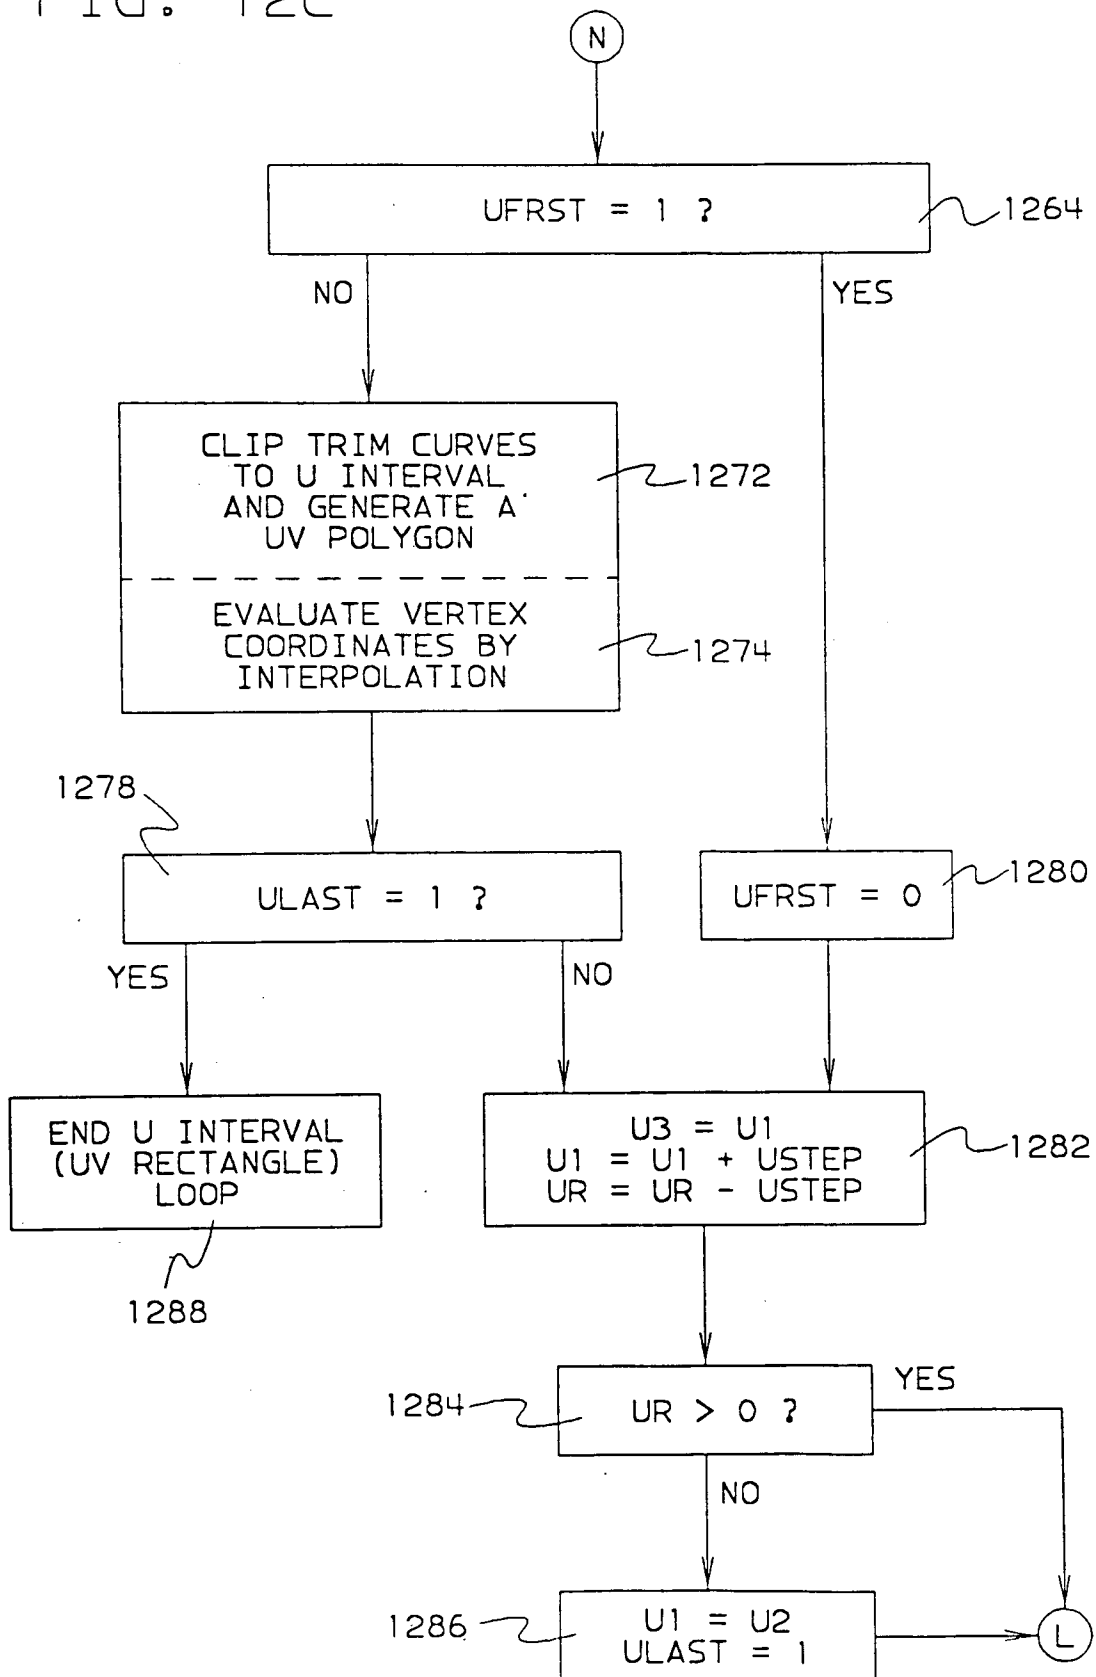 N
UFRST = 1 ?
1264
NO
YES
CLIP TRIM CURVES
TO U INTERVAL
AND GENERATE A
UV POLYGON
1272
EVALUATE VERTEX
COORDINATES BY
INTERPOLATION
1274
1278
ULAST = 1 ?
UFRST = 0
1280
YES
NO
END U INTERVAL
(UV RECTANGLE)
LOOP
1288
U3 = U1
U1 = U1 + USTEP
UR = UR - USTEP
1282
1284
UR > 0 ?
YES
NO
1286
U1 = U2
ULAST = 1
L